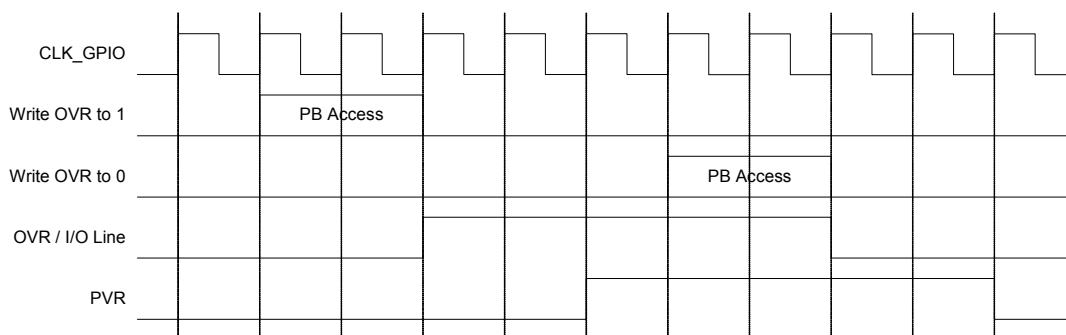 CLK_GPIO
Write OVR to 1
PB Access
Write OVR to 0
PB Access
OVR / I/O Line
PVR